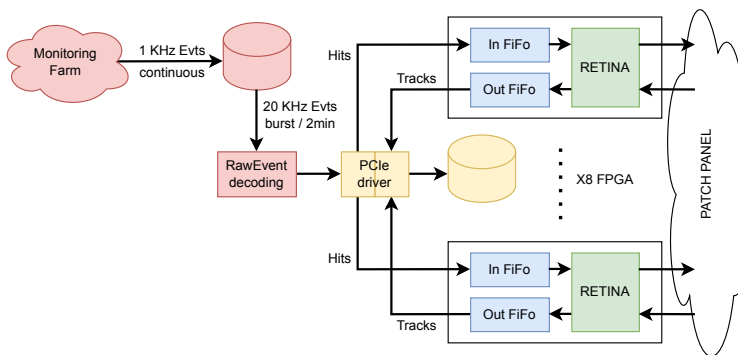 Monitoring
Farm
1 KHz Evts
continuous
20 KHz Evts
burst / 2min
RawEvent
decoding
PCIe
driver
Hits
Tracks
In FiFo
Out FiFo
RETINA
X8 FPGA
PATCH PANEL
Hits
Tracks
In FiFo
Out FiFo
RETINA